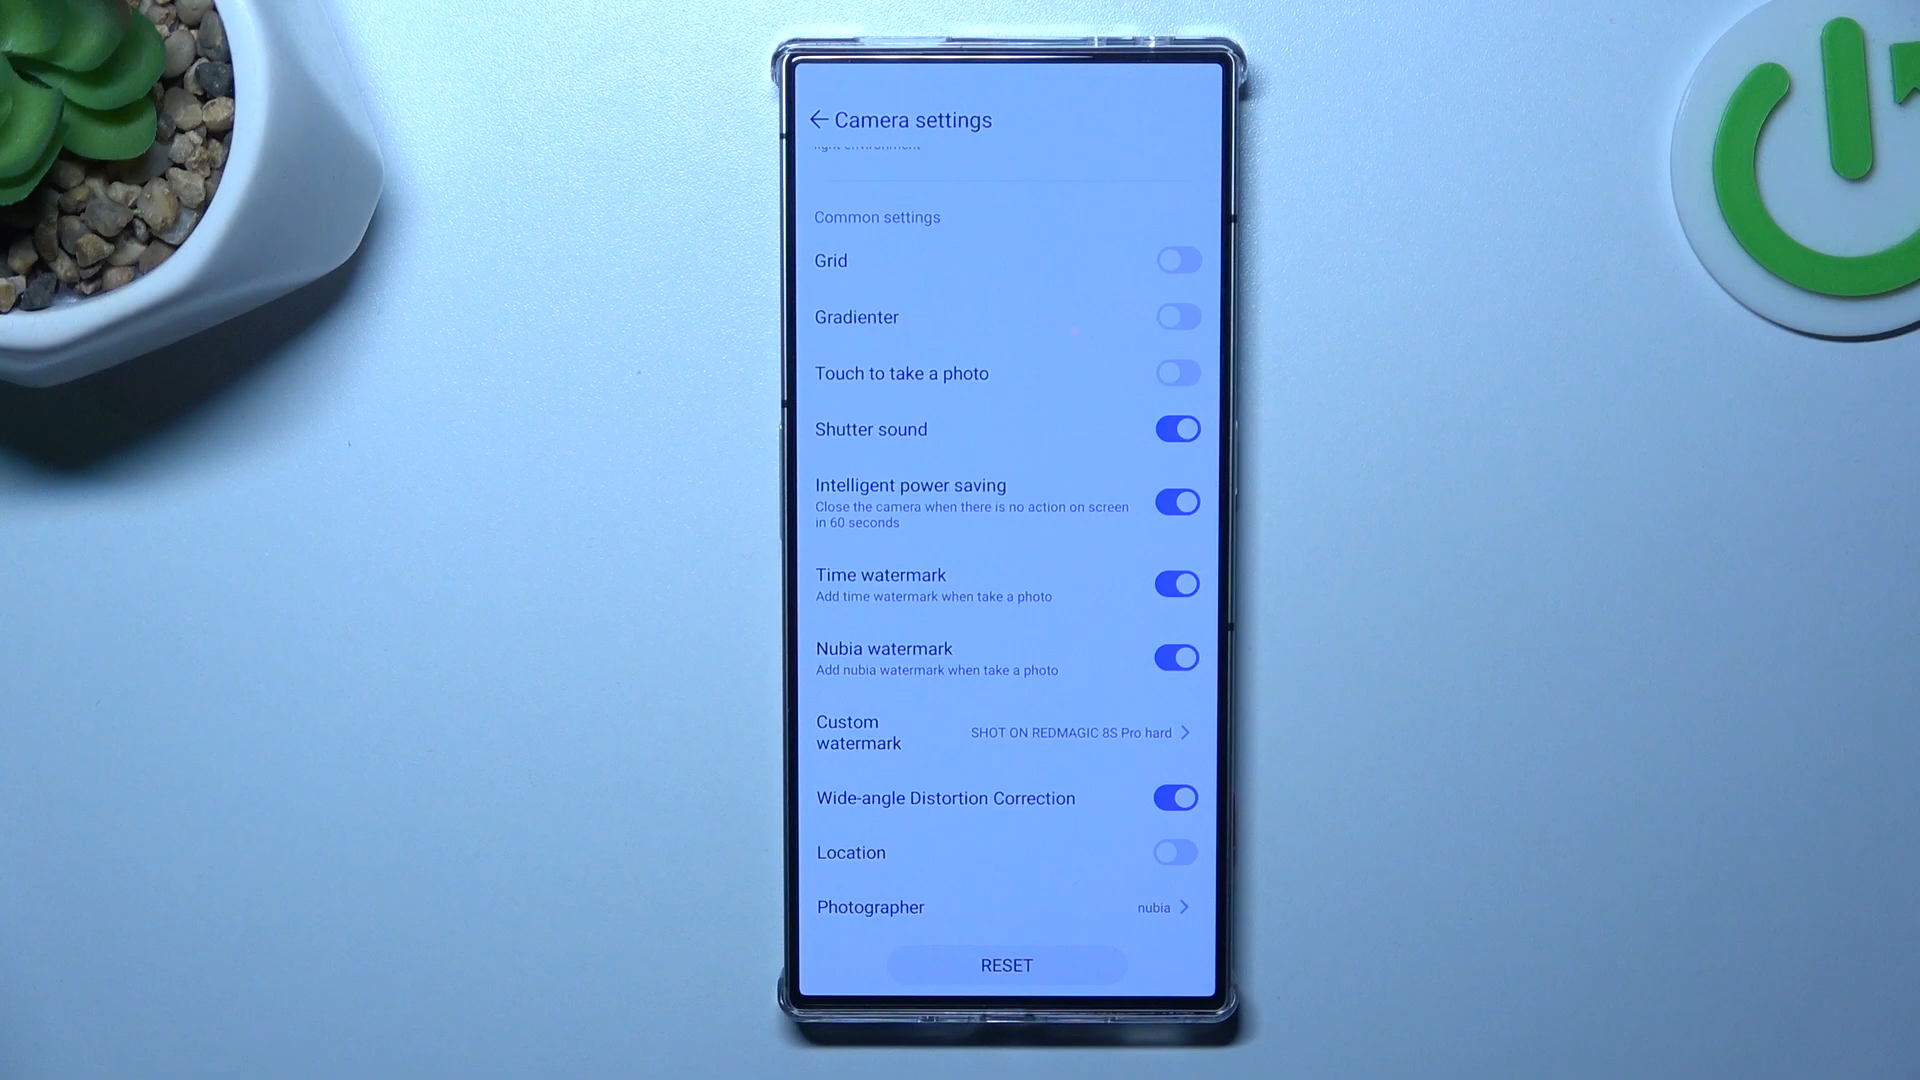 Camera settings
light environment
Common settings
Grid
Gradienter
Touch to take a photo
Shutter sound
Intelligent power saving
Close the camera when there is no action on screen
in 60 seconds
Time watermark
Add time watermark when take a photo
Nubia watermark
Add nubia watermark when take a photo
Custom
watermark
SHOT ON REDMAGIC 8S Pro hard
Wide-angle Distortion Correction
Location
Photographer
nubia
RESET